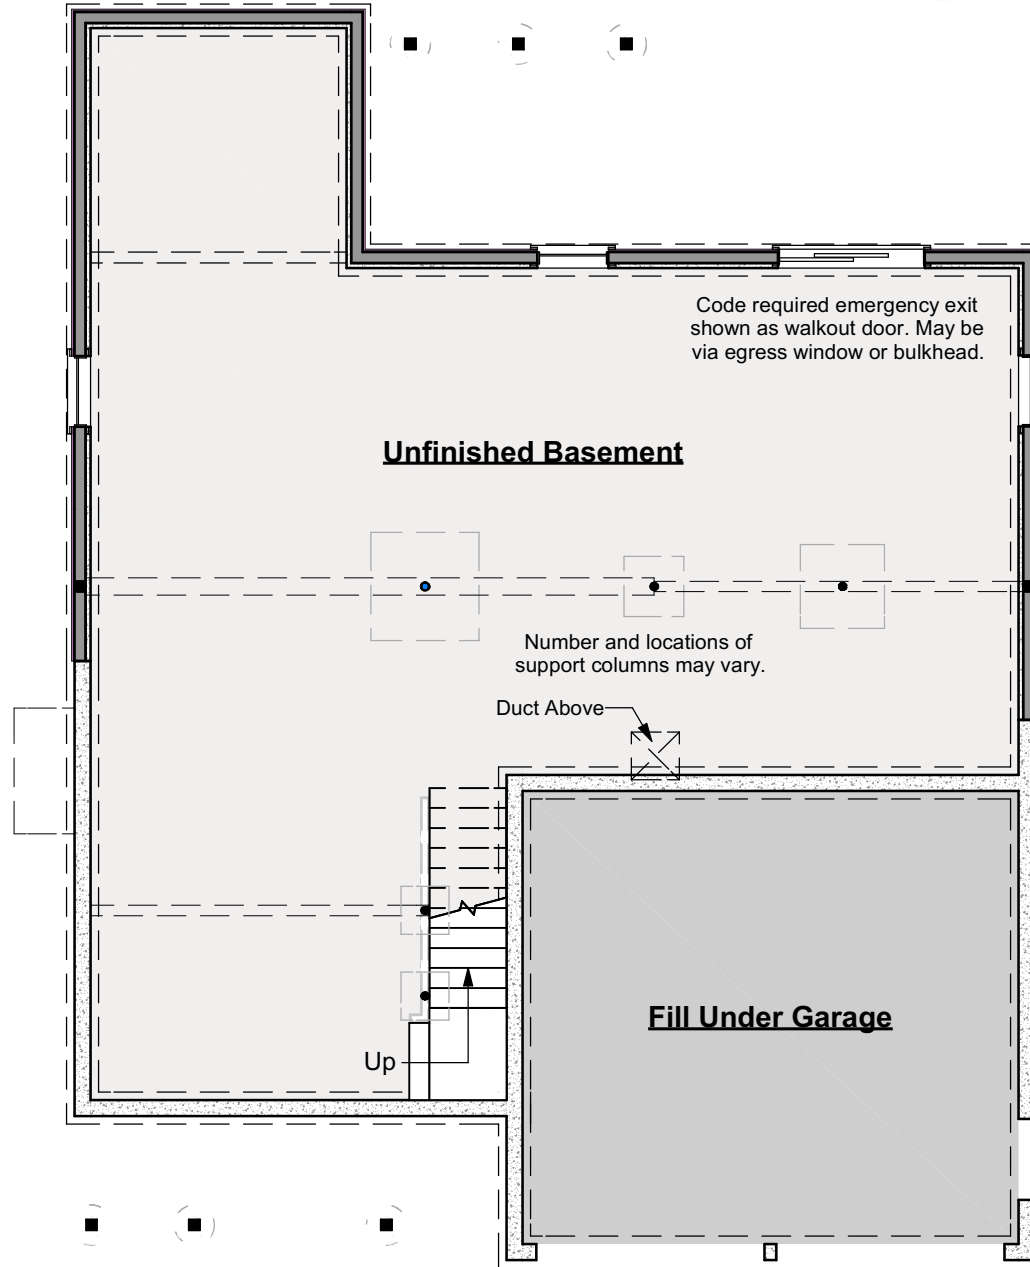 Code required emergency exit
shown as walkout door. May be
via egress window or bulkhead.
Unfinished Basement
Number and locations of
support columns may vary.
Duct Above
Fill Under Garage
Up